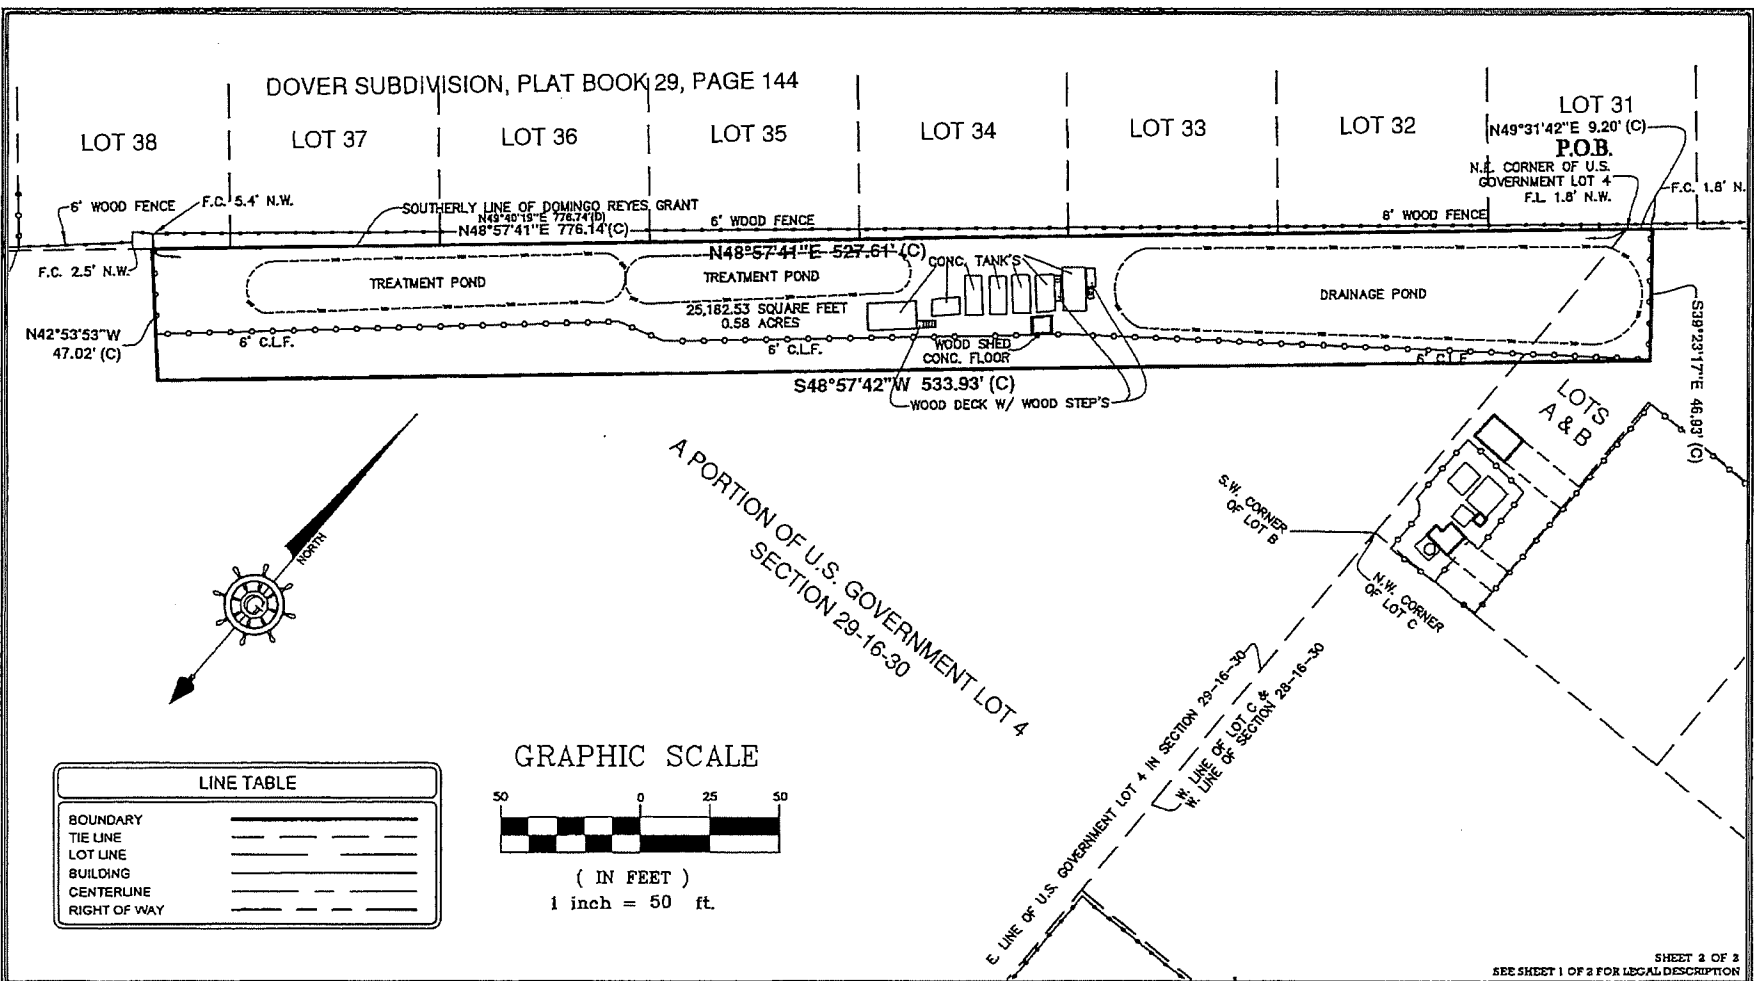 DOVER SUBDIVISION, PLAT BOOK 29, PAGE 144
LOT 38
LOT 37
LOT 36
LOT 35
LOT 34
LOT 33
LOT 32
LOT 31
N49°31'42"E 9.20' (C)
P.O.B.
N.E. CORNER OF U.S.
GOVERNMENT LOT 4
F.L. 1.8' N.W.
F.C. 1.8' N.
6' WOOD FENCE
F.C. 5.4' N.W.
SOUTHERLY LINE OF DOMINGO REYES GRANT
N49°40'19"E 776.74'(D)
N48°57'41"E 776.14'(C)
6' WOOD FENCE
6' WOOD FENCE
F.C. 2.5' N.W.
N48°57'41"E 527.61' (C)
CONC. TANK'S
TREATMENT POND
TREATMENT POND
DRAINAGE POND
25,182.53 SQUARE FEET
0.58 ACRES
N42°53'53"W
47.02' (C)
6' C.L.F.
6' C.L.F.
WOOD SHED
CONC. FLOOR
6' C.L.F.
S39°23'17"E 46.93' (C)
S48°57'42"W 533.93' (C)
WOOD DECK W/ WOOD STEP'S
LOTS
A & B
A PORTION OF U.S. GOVERNMENT LOT 4
SECTION 29-16-30
S.W. CORNER
OF LOT B
N.W. CORNER
OF LOT C
NORTH
G
E. LINE OF U.S. GOVERNMENT LOT 4 IN SECTION 29-16-30
W. LINE OF LOT C &
W. LINE OF SECTION 28-16-30
LINE TABLE
BOUNDARY
TIE LINE
LOT LINE
BUILDING
CENTERLINE
RIGHT OF WAY
GRAPHIC SCALE
50 0 25 50
( IN FEET )
1 inch = 50 ft.
SHEET 2 OF 2
SEE SHEET 1 OF 2 FOR LEGAL DESCRIPTION